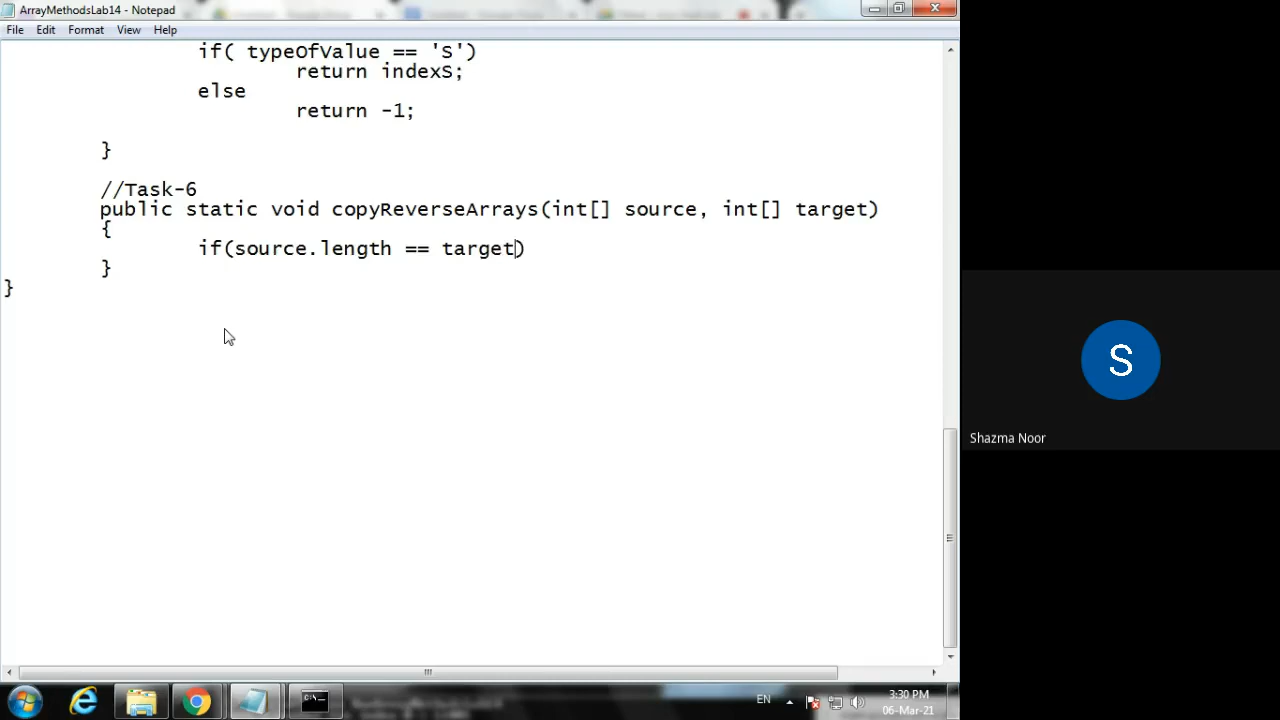 ArrayMethodsLab14 - Notepad
File Edit Format View Help
if( typeOfValue == 'S')
return indexS;
else
return -1;
}
//Task-6
public static void copyReverseArrays(int[] source, int[] target)
{
if(source.length == target)
}
}
S
Shazma Noor
EN
3:30 PM
06-Mar-21